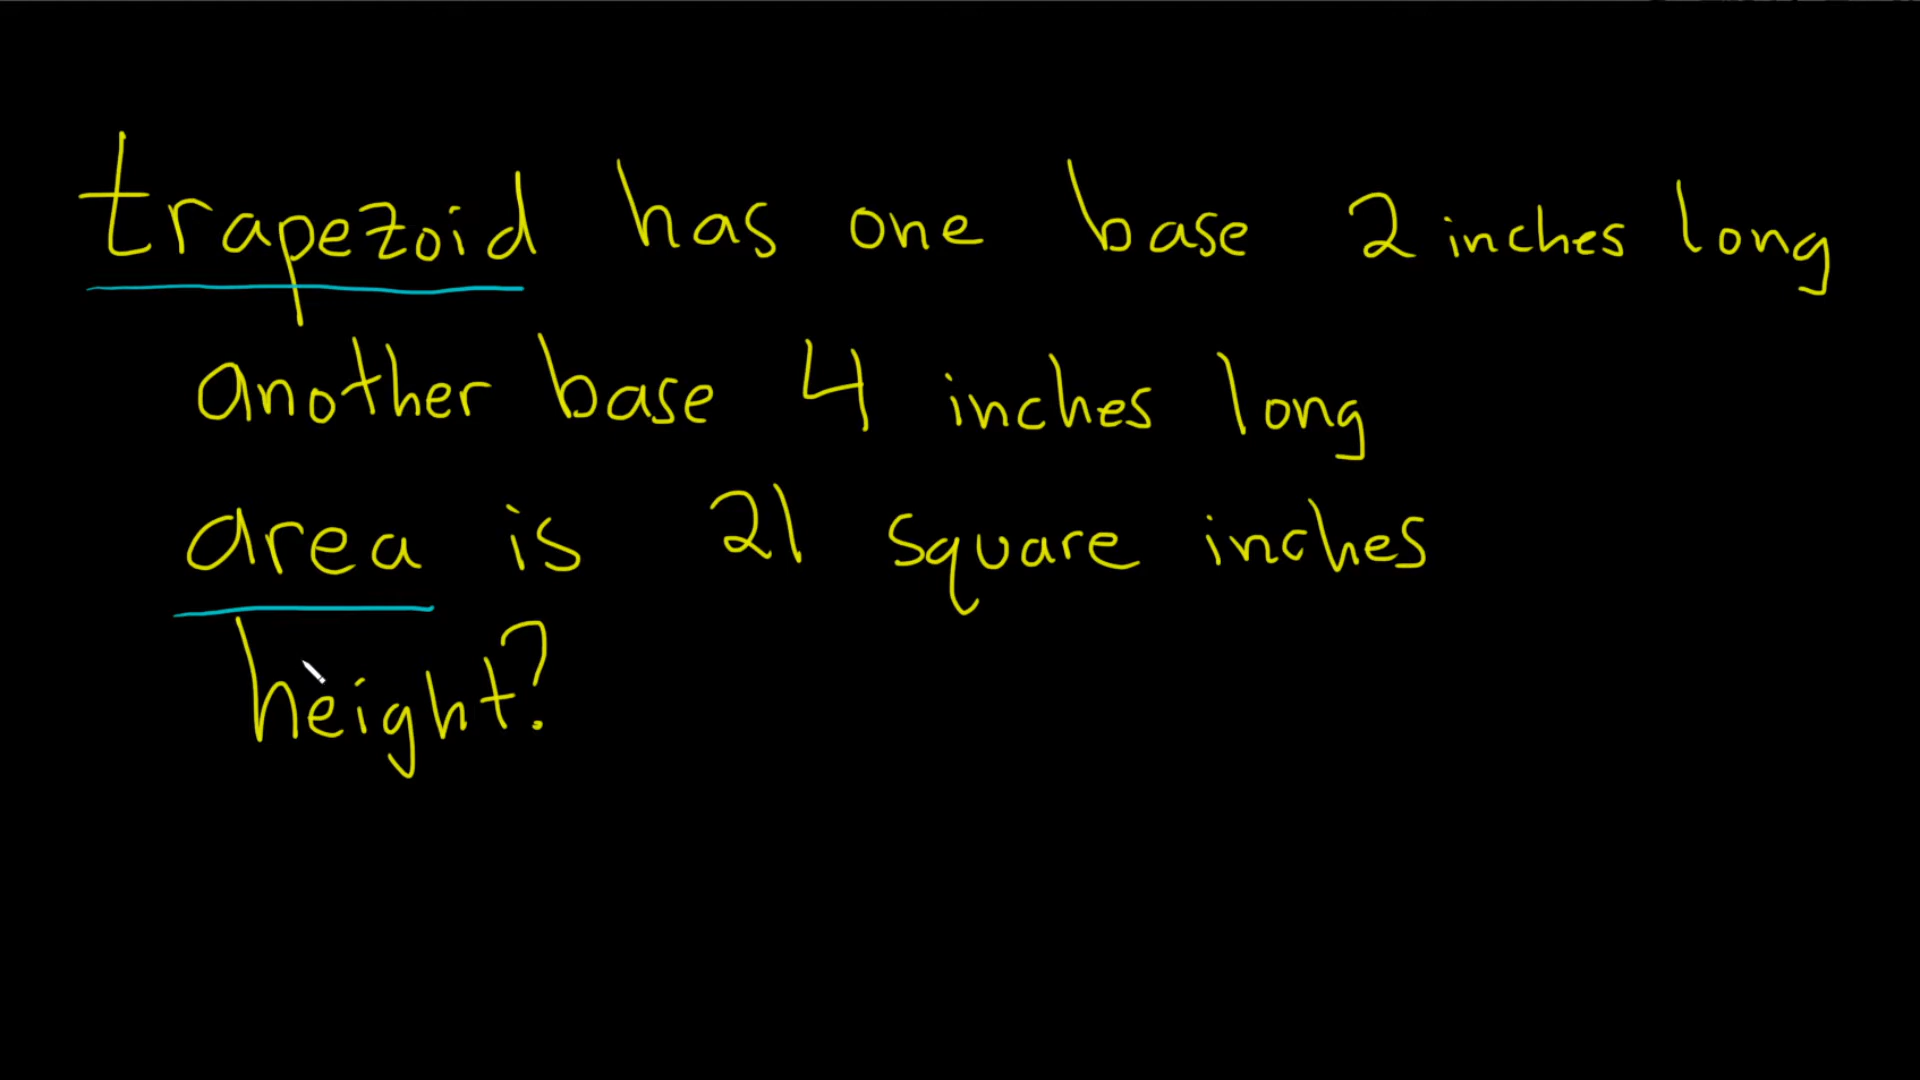 trapezoid has one base 2 inches long
another base 4 inches long
area is 21 square inches
height?